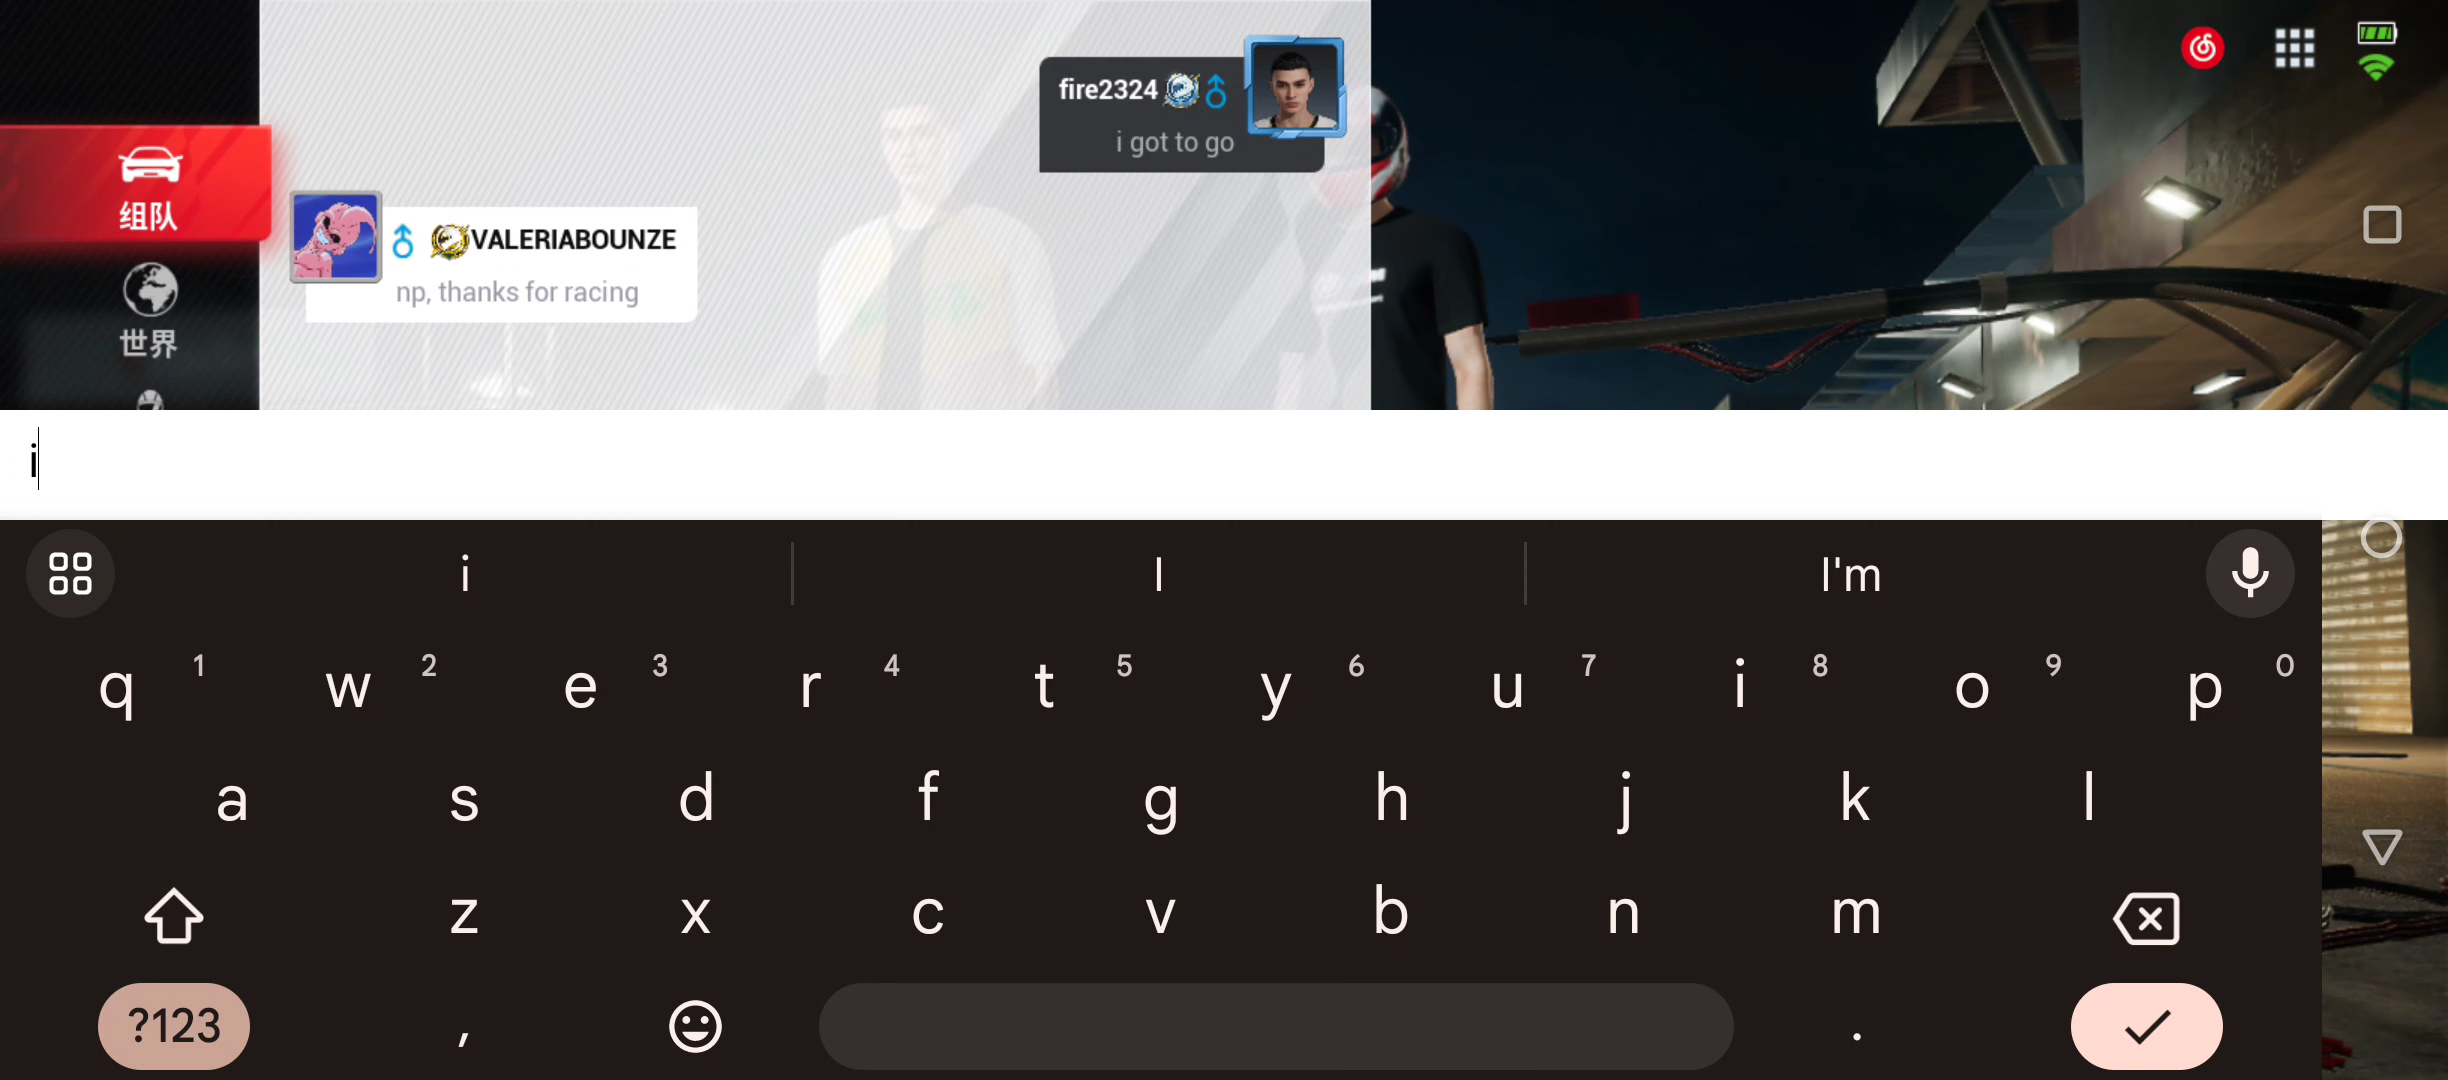 fire2324
i got to go
组队
VALERIABOUNZE
np, thanks for racing
世界
i
i I I'm
q 1 w 2 e 3 r 4 t 5 y 6 u 7 i 8 o 9 p 0
a s d f g h j k l
z x c v b n m
?123 , .